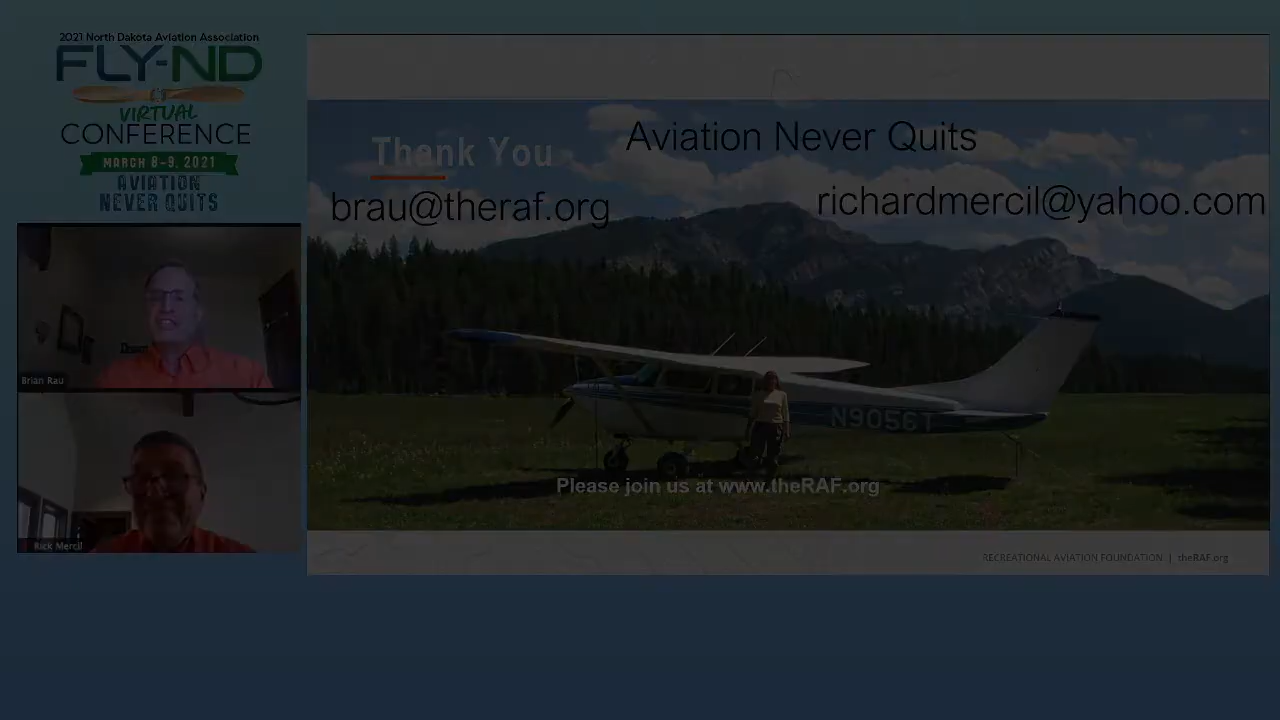 2021 North Dakota Aviation Association
FLY-ND
VIRTUAL
CONFERENCE
MARCH 8-9, 2021
AVIATION
NEVER QUITS
Brian Rau
Rick Mercil
Thank You
Aviation Never Quits
brau@theraf.org
richardmercil@yahoo.com
N9056T
Please join us at www.theRAF.org
RECREATIONAL AVIATION FOUNDATION | theRAF.org